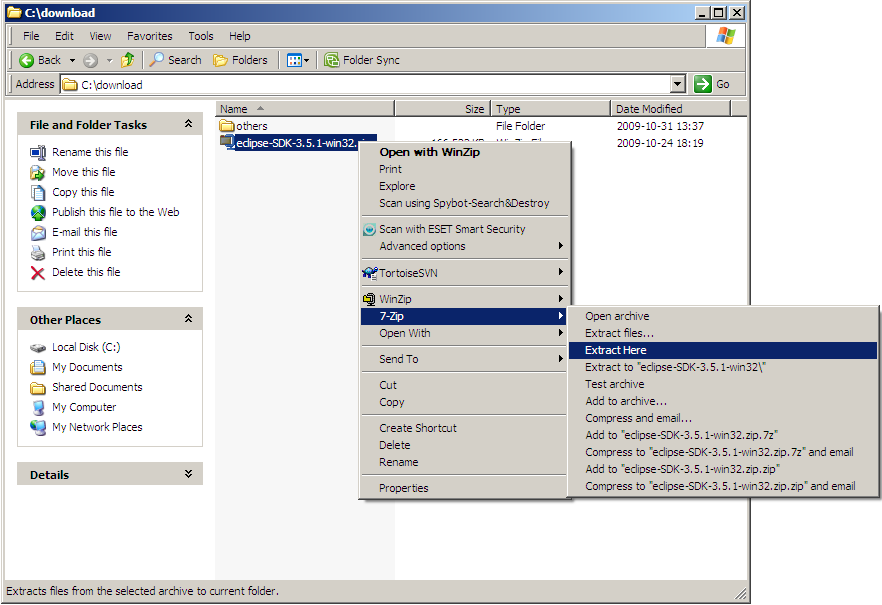 C:\download
File Edit View Favorites Tools Help
Back Search Folders Folder Sync
Address C:\download Go
Name Size Type Date Modified
others File Folder 2009-10-31 13:37
eclipse-SDK-3.5.1-win32. 2009-10-24 18:19
File and Folder Tasks
Rename this file
Move this file
Copy this file
Publish this file to the Web
E-mail this file
Print this file
Delete this file
Other Places
Local Disk (C:)
My Documents
Shared Documents
My Computer
My Network Places
Details
Open with WinZip
Print
Explore
Scan using Spybot-Search&Destroy
Scan with ESET Smart Security
Advanced options
TortoiseSVN
WinZip
7-Zip
Open With
Send To
Cut
Copy
Create Shortcut
Delete
Rename
Properties
Open archive
Extract files...
Extract Here
Extract to "eclipse-SDK-3.5.1-win32\"
Test archive
Add to archive...
Compress and email...
Add to "eclipse-SDK-3.5.1-win32.zip.7z"
Compress to "eclipse-SDK-3.5.1-win32.zip.7z" and email
Add to "eclipse-SDK-3.5.1-win32.zip.zip"
Compress to "eclipse-SDK-3.5.1-win32.zip.zip" and email
Extracts files from the selected archive to current folder.